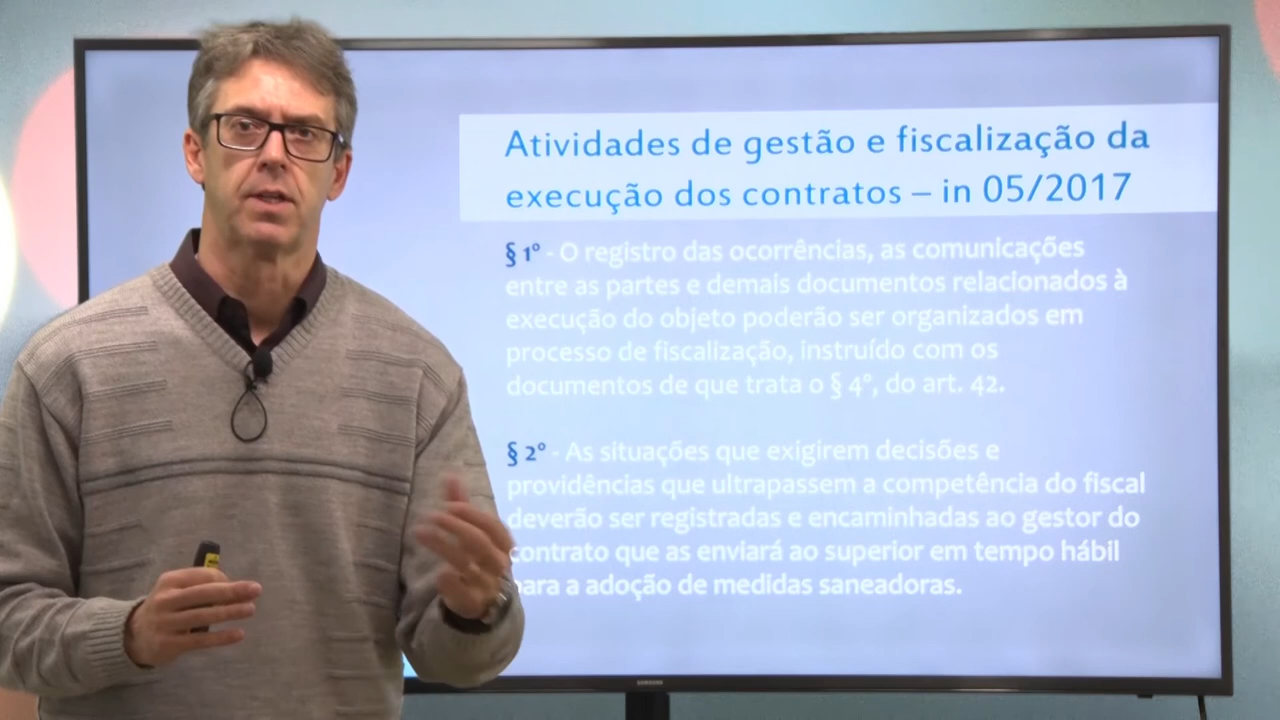 Atividades de gestão e fiscalização da
execução dos contratos – in 05/2017
§ 1º - O registro das ocorrências, as comunicações
entre as partes e demais documentos relacionados à
execução do objeto poderão ser organizados em
processo de fiscalização, instruído com os
documentos de que trata o § 4º, do art. 42.
§ 2º - As situações que exigirem decisões e
providências que ultrapassem a competência do fiscal
deverão ser registradas e encaminhadas ao gestor do
contrato que as enviará ao superior em tempo hábil
para a adoção de medidas saneadoras.
SAMSUNG